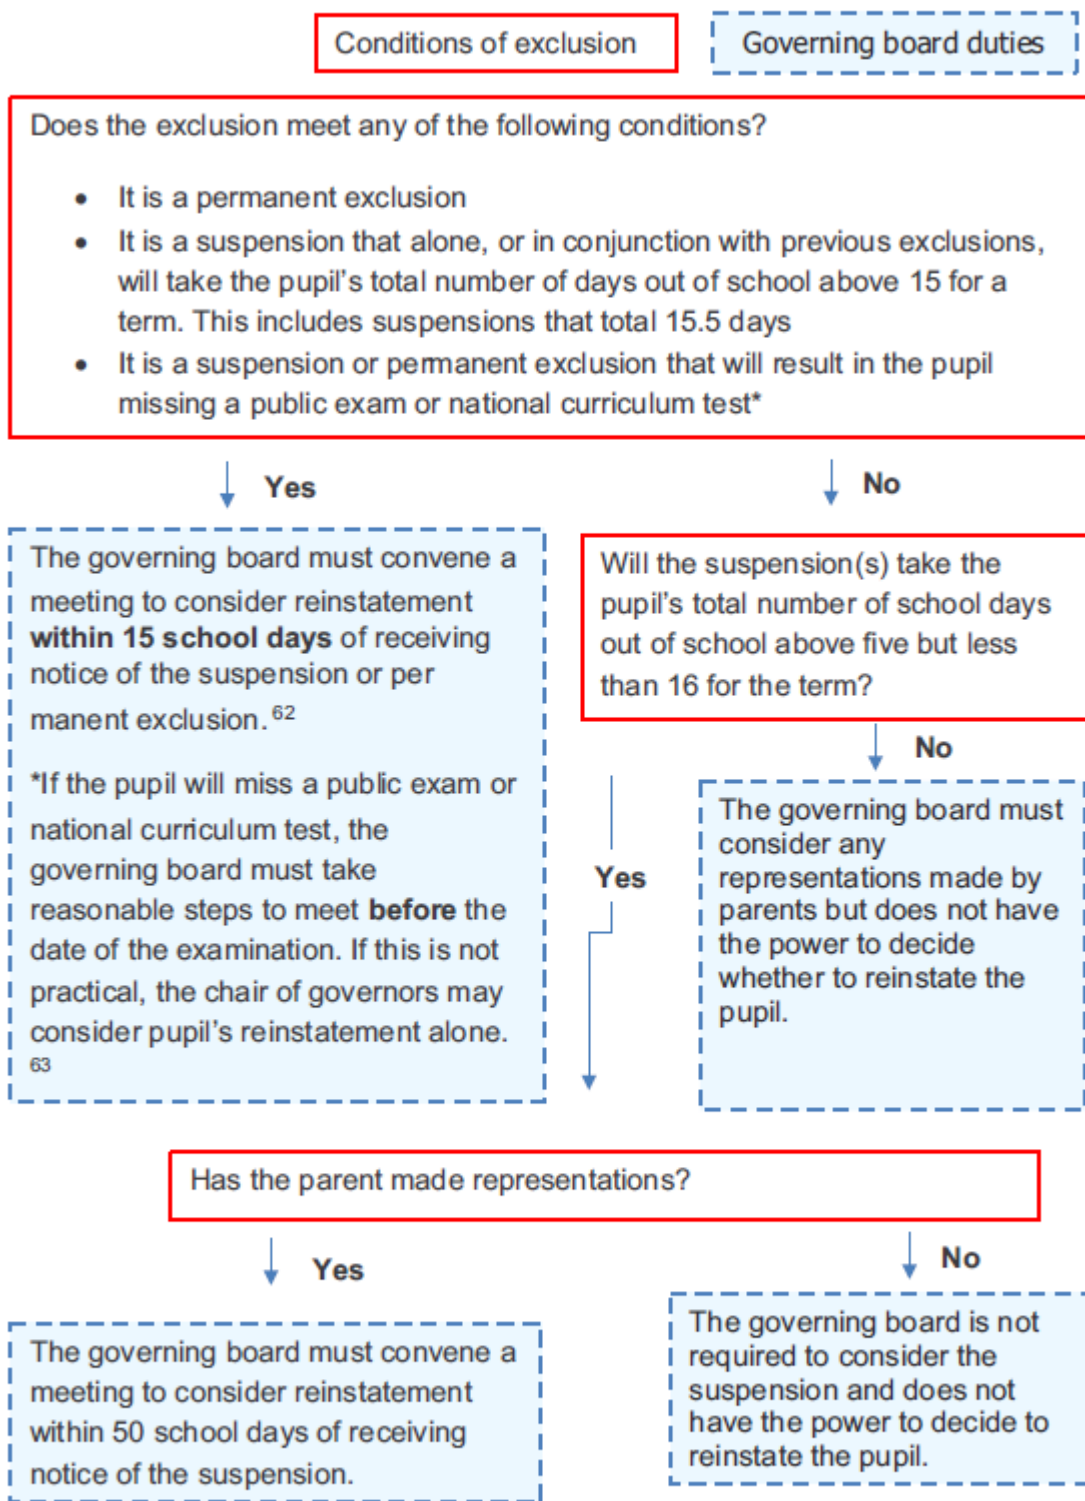 Conditions of exclusion
Governing board duties
Does the exclusion meet any of the following conditions?
• It is a permanent exclusion
• It is a suspension that alone, or in conjunction with previous exclusions,
will take the pupil's total number of days out of school above 15 for a
term. This includes suspensions that total 15.5 days
• It is a suspension or permanent exclusion that will result in the pupil
missing a public exam or national curriculum test*
Yes
No
The governing board must convene a
meeting to consider reinstatement
within 15 school days of receiving
notice of the suspension or per
manent exclusion.62
*If the pupil will miss a public exam or
national curriculum test, the
governing board must take
reasonable steps to meet before the
date of the examination. If this is not
practical, the chair of governors may
consider pupil's reinstatement alone.
63
Will the suspension(s) take the
pupil's total number of school days
out of school above five but less
than 16 for the term?
No
Yes
The governing board must
consider any
representations made by
parents but does not have
the power to decide
whether to reinstate the
pupil.
Has the parent made representations?
Yes
No
The governing board must convene a
meeting to consider reinstatement
within 50 school days of receiving
notice of the suspension.
The governing board is not
required to consider the
suspension and does not
have the power to decide to
reinstate the pupil.